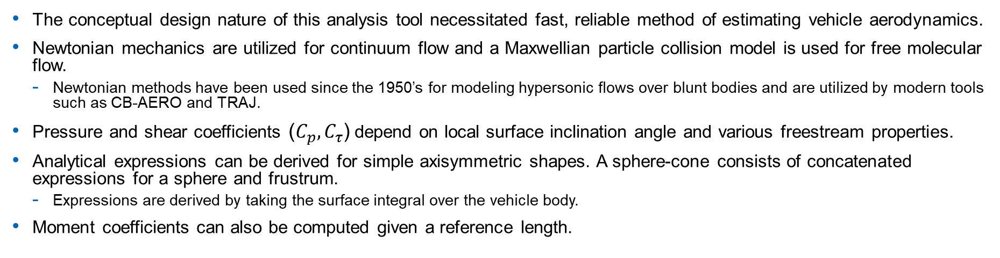 • The conceptual design nature of this analysis tool necessitated fast, reliable method of estimating vehicle aerodynamics.
• Newtonian mechanics are utilized for continuum flow and a Maxwellian particle collision model is used for free molecular
flow.
- Newtonian methods have been used since the 1950’s for modeling hypersonic flows over blunt bodies and are utilized by modern tools
such as CB-AERO and TRAJ.
• Pressure and shear coefficients (C_p, C_τ) depend on local surface inclination angle and various freestream properties.
• Analytical expressions can be derived for simple axisymmetric shapes. A sphere-cone consists of concatenated
expressions for a sphere and frustrum.
- Expressions are derived by taking the surface integral over the vehicle body.
• Moment coefficients can also be computed given a reference length.